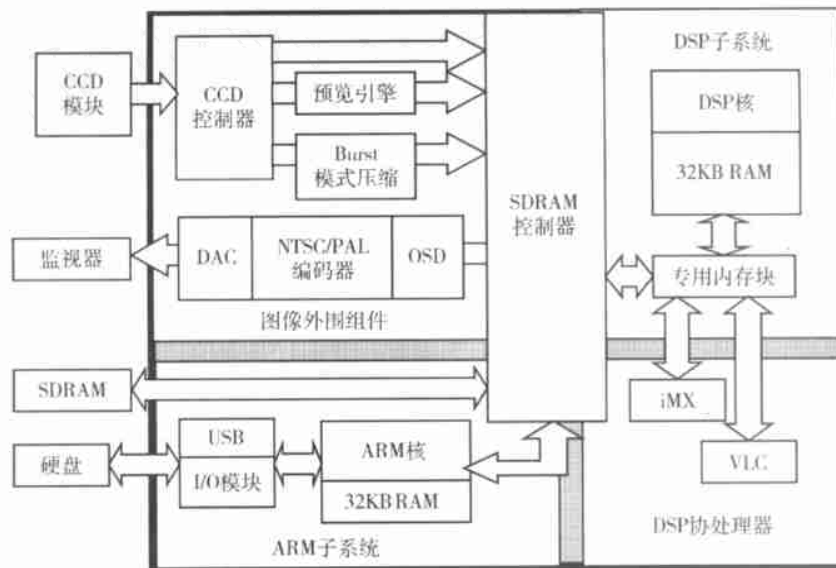 CCD
模块
CCD
控制器
预览引擎
Burst
模式压缩
DAC
NTSC/PAL
编码器
OSD
图像外围组件
监视器
SDRAM
控制器
DSP子系统
DSP核
32KB RAM
专用内存块
iMX
VLC
DSP协处理器
SDRAM
硬盘
USB
I/O模块
ARM核
32KB RAM
ARM子系统